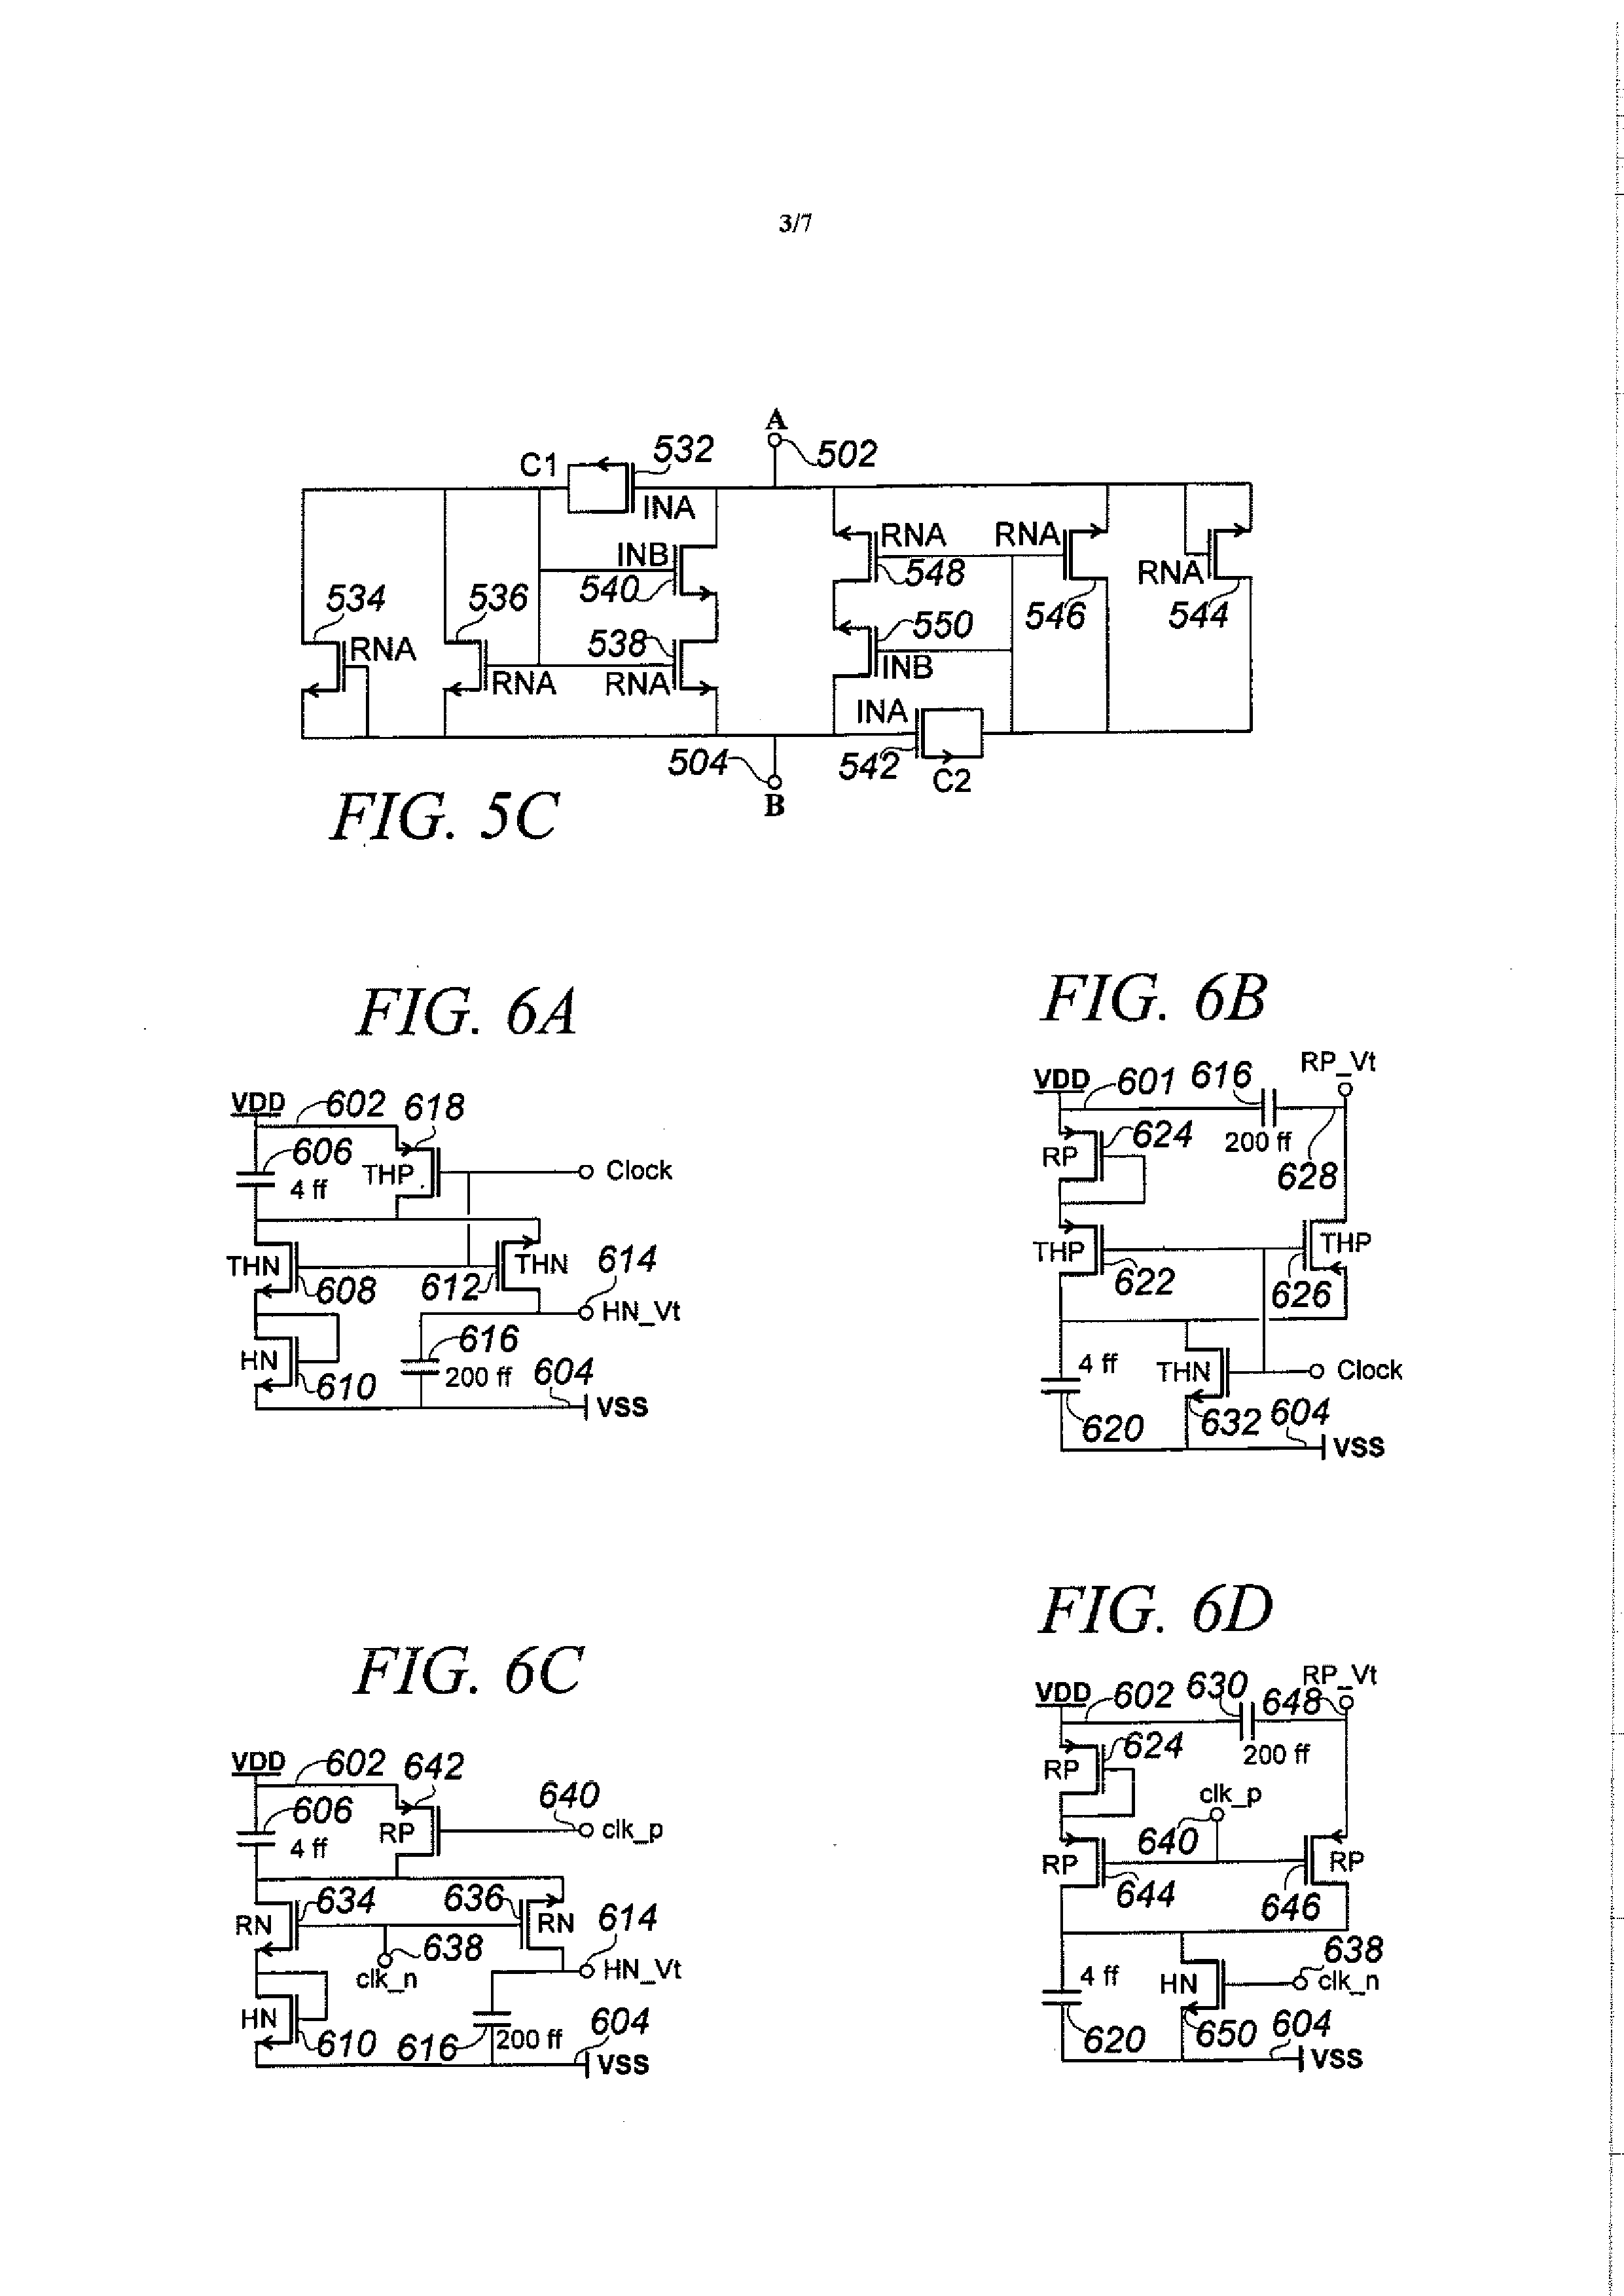 3/7
A
502
C1
532
INA
INB
540
RNA
548
RNA
546
RNA
544
534
RNA
536
RNA
538
RNA
550
INB
INA
542
C2
504
B
FIG. 5C
FIG. 6A
VDD
602
618
606
4 ff
THP
Clock
THN
608
612
THN
614
HN_Vt
HN
610
616
200 ff
604
VSS
FIG. 6B
RP_Vt
VDD
601
616
200 ff
628
RP
624
THP
622
THP
626
4 ff
620
THN
632
Clock
604
VSS
FIG. 6C
VDD
602
642
606
4 ff
RP
640
clk_p
RN
634
636
RN
638
clk_n
614
HN_Vt
HN
610
616
200 ff
604
VSS
FIG. 6D
RP_Vt
VDD
602
630
648
200 ff
RP
624
clk_p
640
RP
644
RP
646
4 ff
620
HN
650
638
clk_n
604
VSS